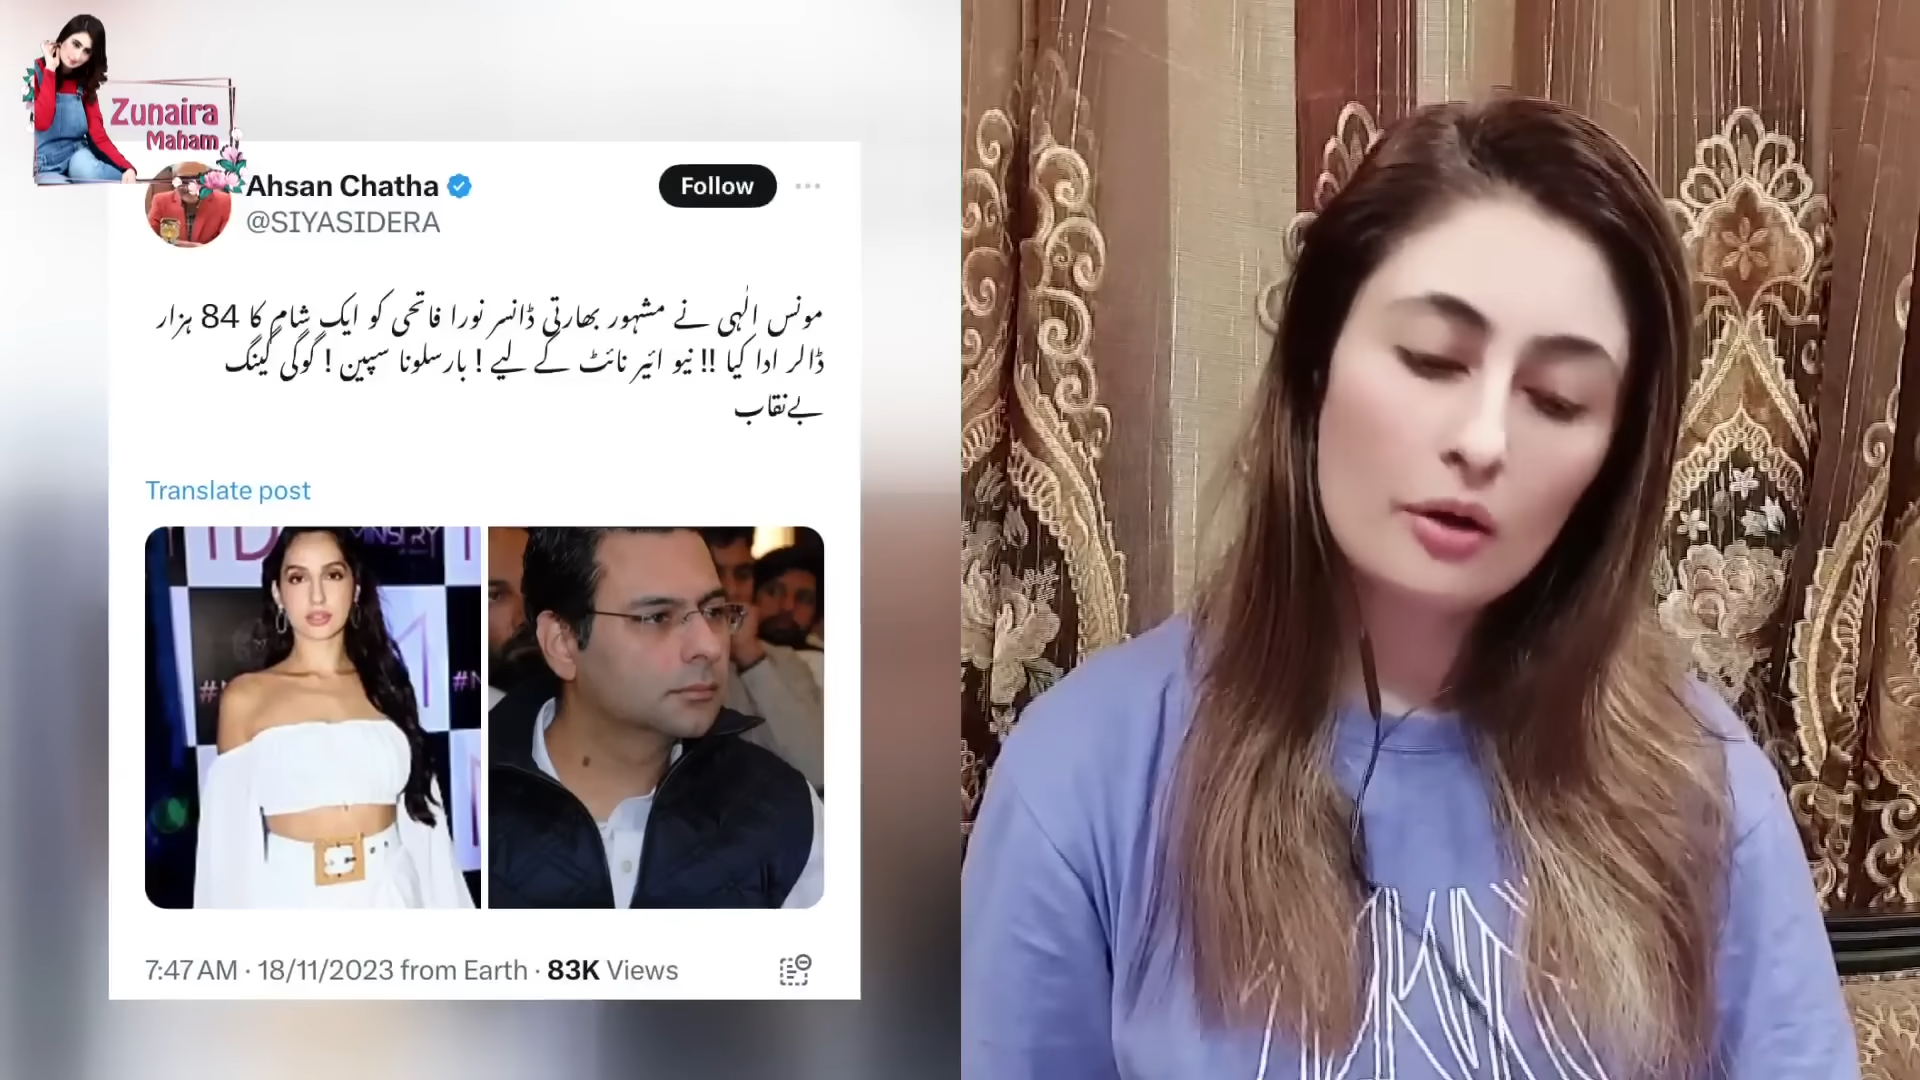 Zunaira
Maham
Ahsan Chatha
Follow
@SIYASIDERA
مونس الٰہی نے مشہور بھارتی ڈانسر نورا فاتحی کو ایک شام کا 84 ہزار
ڈالر ادا کیا !! نیو ائیر نائٹ کے لیے ! بارسلونا سپین ! گوگی گینگ
بےنقاب
Translate post
7:47 AM · 18/11/2023 from Earth · 83K Views